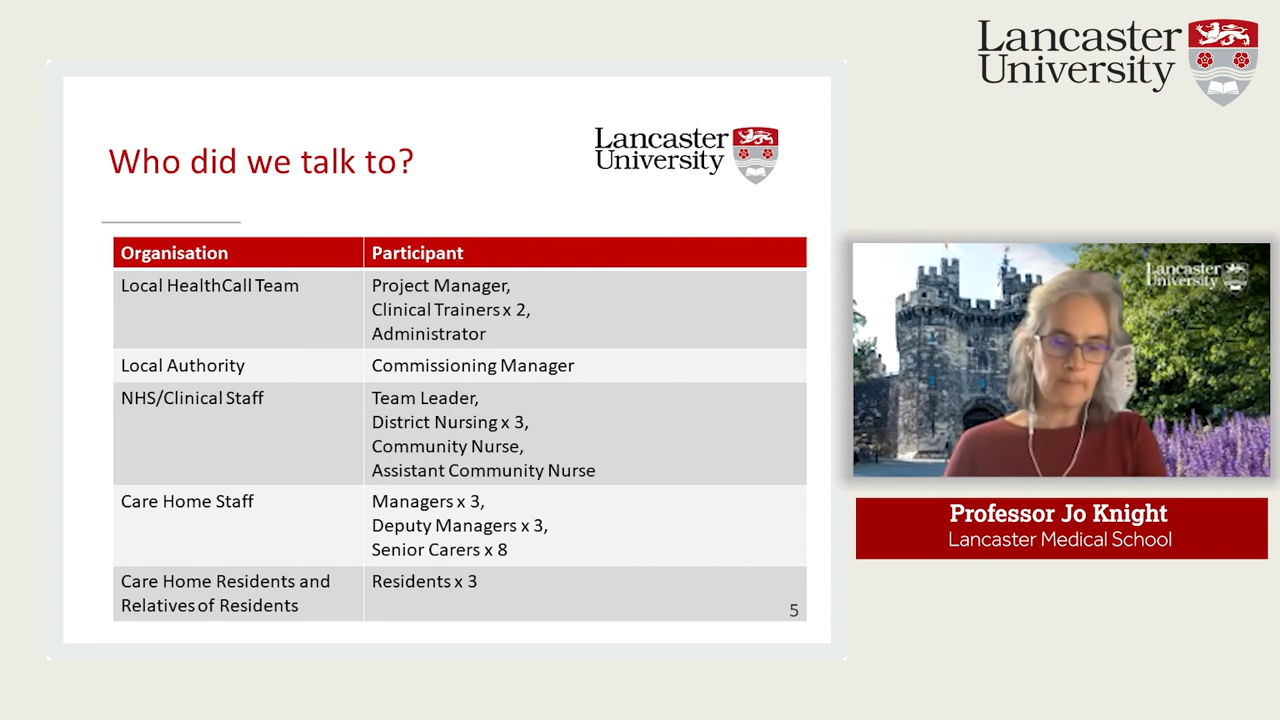 Lancaster
University
Who did we talk to?
Lancaster
University
Organisation
Participant
Local HealthCall Team
Project Manager,
Clinical Trainers x 2,
Administrator
Local Authority
Commissioning Manager
NHS/Clinical Staff
Team Leader,
District Nursing x 3,
Community Nurse,
Assistant Community Nurse
Care Home Staff
Managers x 3,
Deputy Managers x 3,
Senior Carers x 8
Care Home Residents and
Relatives of Residents
Residents x 3
5
Lancaster
University
Professor Jo Knight
Lancaster Medical School